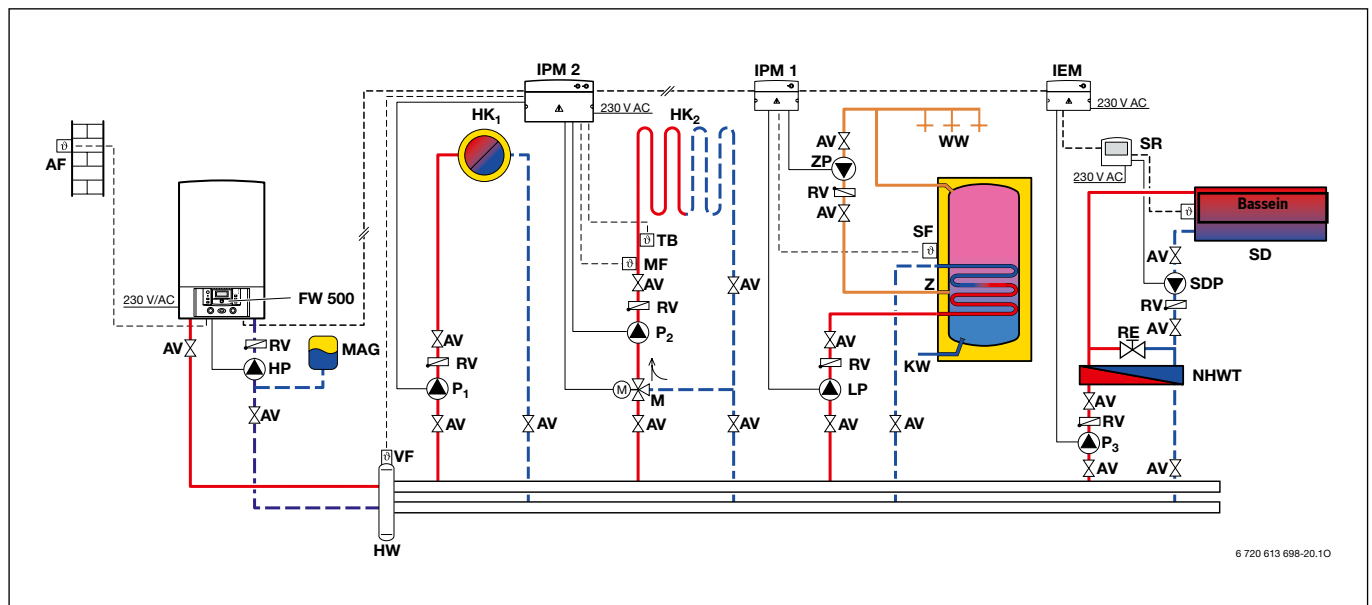 IPM 2
IPM 1
IEM
230 V AC
230 V AC
HK1
HK2
AF
ϑ
AV
ZP
RV
AV
WW
SR
230 V AC
Bassein
ϑ
SD
SF
ϑ
TB
ϑ
MF
ϑ
AV
AV
AV
SDP
RV
AV
230 V/AC
FW 500
Z
RV
P2
AV
RV
HP
MAG
AV
RV
AV
RV
RE
KW
NHWT
P1
M
M
LP
AV
RV
AV
AV
AV
AV
AV
AV
AV
AV
P3
VF
ϑ
AV
AV
HW
6 720 613 698-20.1O